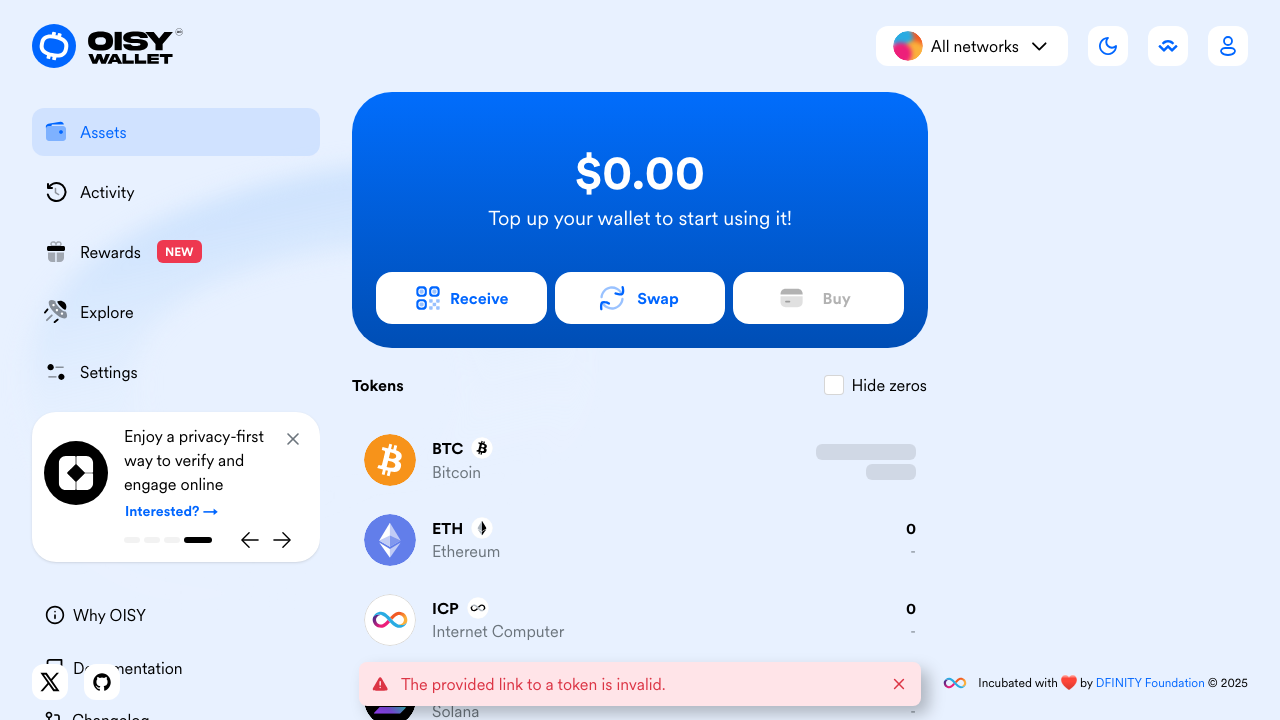 OISY
WALLET
All networks
Assets
Activity
Rewards NEW
Explore
Settings
Enjoy a privacy-first
way to verify and
engage online
Interested? →
Why OISY
Documentation
Changelog
$0.00
Top up your wallet to start using it!
Receive
Swap
Buy
Tokens
Hide zeros
BTC
Bitcoin
ETH
Ethereum
0
-
ICP
Internet Computer
0
-
Solana
-
The provided link to a token is invalid.
Incubated with ❤️ by DFINITY Foundation © 2025